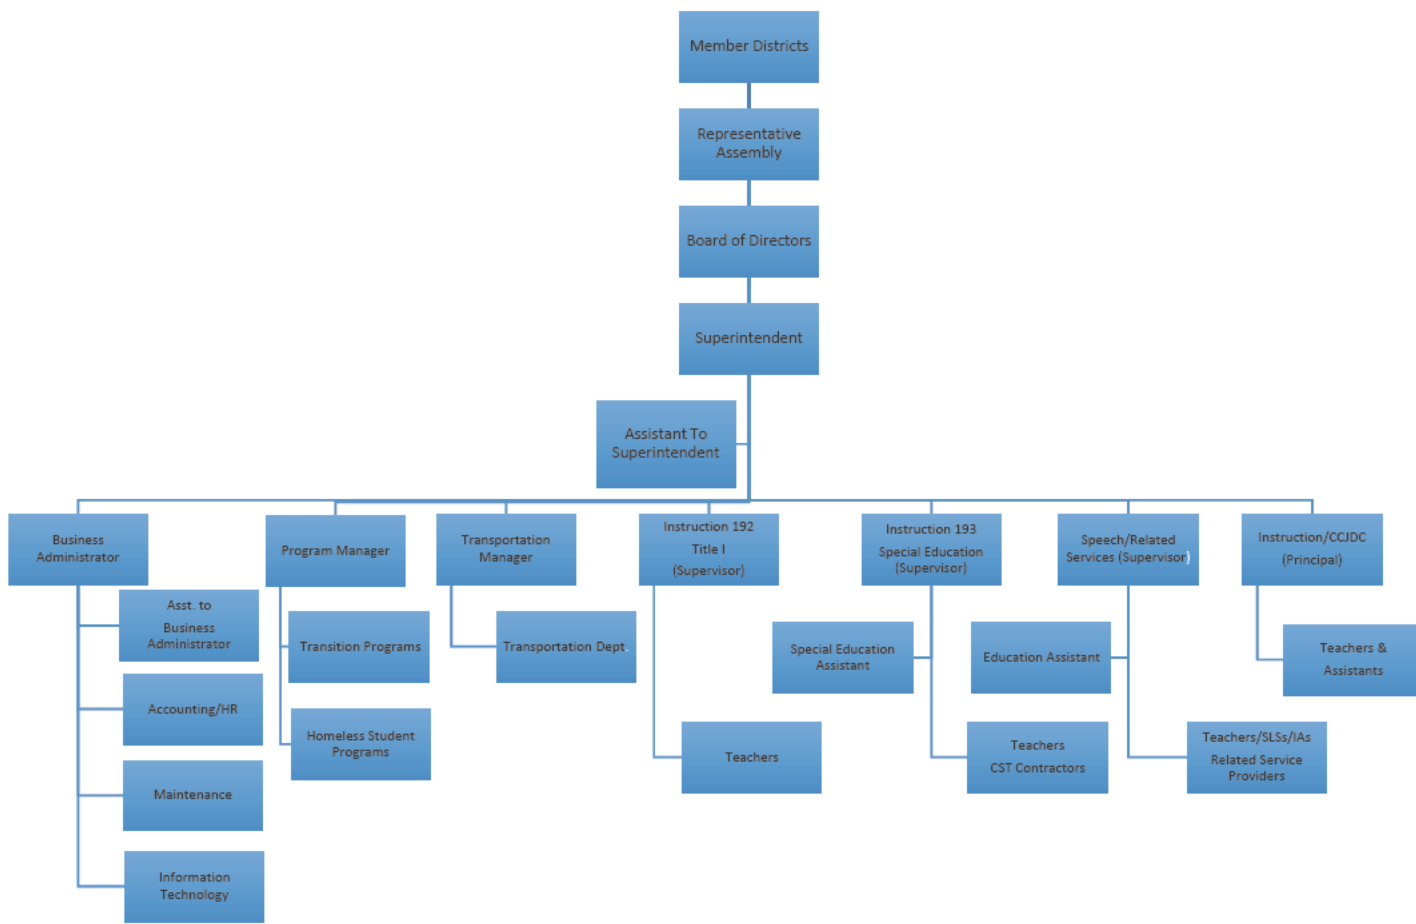 Member Districts
Representative
Assembly
Board of Directors
Superintendent
Assistant To
Superintendent
Business
Administrator
Program Manager
Transportation
Manager
Instruction 192
Title I
(Supervisor)
Instruction 193
Special Education
(Supervisor)
Speech/Related
Services (Supervisor)
Instruction/CCJDC
(Principal)
Asst. to
Business
Administrator
Transition Programs
Transportation Dept.
Special Education
Assistant
Education Assistant
Teachers &
Assistants
Accounting/HR
Homeless Student
Programs
Teachers
Teachers
CST Contractors
Teachers/SLSs/IAs
Related Service
Providers
Maintenance
Information
Technology